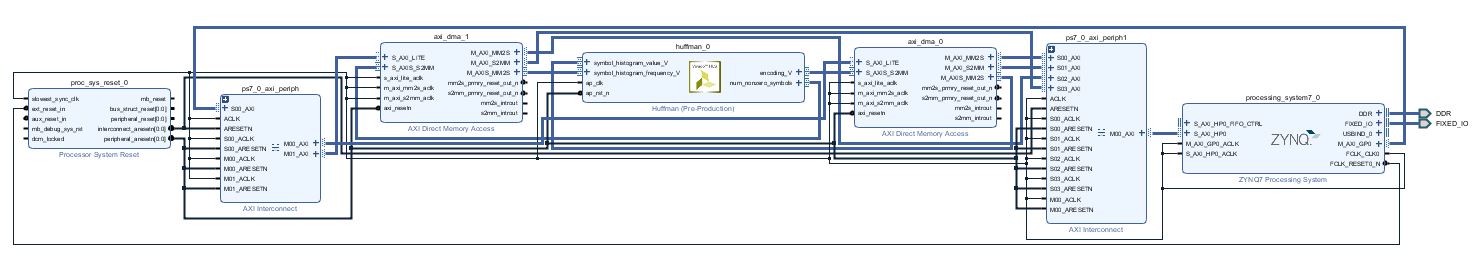 proc_sys_reset_0
slowest_sync_clk
ext_reset_in
aux_reset_in
mb_debug_sys_rst
dcm_locked
mb_reset
bus_struct_reset[0:0]
peripheral_reset[0:0]
interconnect_aresetn[0:0]
peripheral_aresetn[0:0]
Processor System Reset
ps7_0_axi_periph
S00_AXI
ACLK
ARESETN
S00_ACLK
S00_ARESETN
M00_ACLK
M00_ARESETN
M01_ACLK
M01_ARESETN
M00_AXI
M01_AXI
AXI Interconnect
axi_dma_1
S_AXI_LITE
S_AXIS_S2MM
s_axi_lite_aclk
m_axi_mm2s_aclk
m_axi_s2mm_aclk
axi_resetn
M_AXI_MM2S
M_AXI_S2MM
M_AXIS_MM2S
mm2s_prmry_reset_out_n
s2mm_prmry_reset_out_n
mm2s_introut
s2mm_introut
AXI Direct Memory Access
huffman_0
symbol_histogram_value_V
symbol_histogram_frequency_V
ap_clk
ap_rst_n
encoding_V
num_nonzero_symbols
Huffman (Pre-Production)
axi_dma_0
S_AXI_LITE
S_AXIS_S2MM
s_axi_lite_aclk
m_axi_mm2s_aclk
m_axi_s2mm_aclk
axi_resetn
M_AXI_MM2S
M_AXI_S2MM
M_AXIS_MM2S
mm2s_prmry_reset_out_n
s2mm_prmry_reset_out_n
mm2s_introut
s2mm_introut
AXI Direct Memory Access
ps7_0_axi_periph1
S00_AXI
S01_AXI
S02_AXI
S03_AXI
ACLK
ARESETN
S00_ACLK
S00_ARESETN
S01_ACLK
S01_ARESETN
S02_ACLK
S02_ARESETN
S03_ACLK
S03_ARESETN
M00_ACLK
M00_ARESETN
M00_AXI
AXI Interconnect
processing_system7_0
S_AXI_HP0_FIFO_CTRL
S_AXI_HP0
M_AXI_GP0_ACLK
S_AXI_HP0_ACLK
ZYNQ
DDR
FIXED_IO
USBIND_0
M_AXI_GP0
FCLK_CLK0
FCLK_RESET0_N
ZYNQ7 Processing System
DDR
FIXED_IO